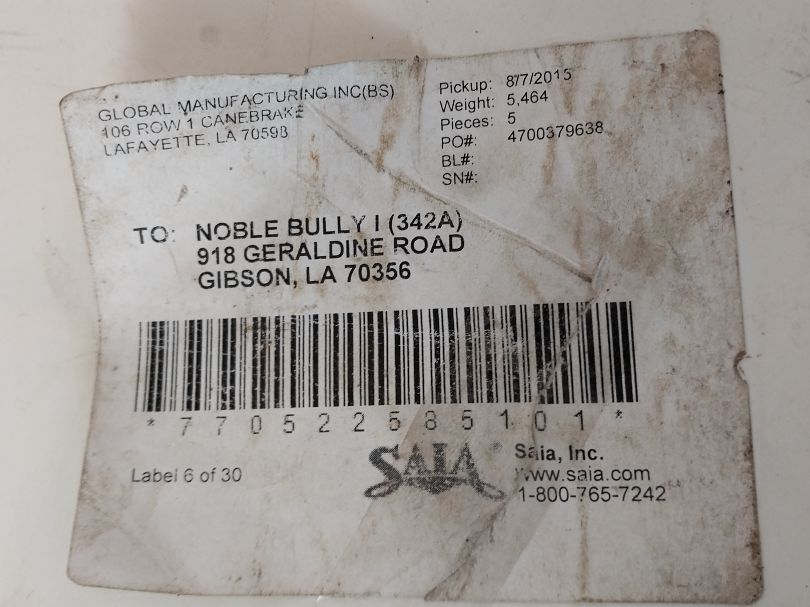 GLOBAL MANUFACTURING INC(BS)
106 ROW 1 CANEBRAKE
LAFAYETTE, LA 70598
Pickup: 8/7/2015
Weight: 5,464
Pieces: 5
PO#: 4700379638
BL#:
SN#:
TO: NOBLE BULLY I (342A)
918 GERALDINE ROAD
GIBSON, LA 70356
*770522585101*
Label 6 of 30
SAIA
Saia, Inc.
www.saia.com
1-800-765-7242